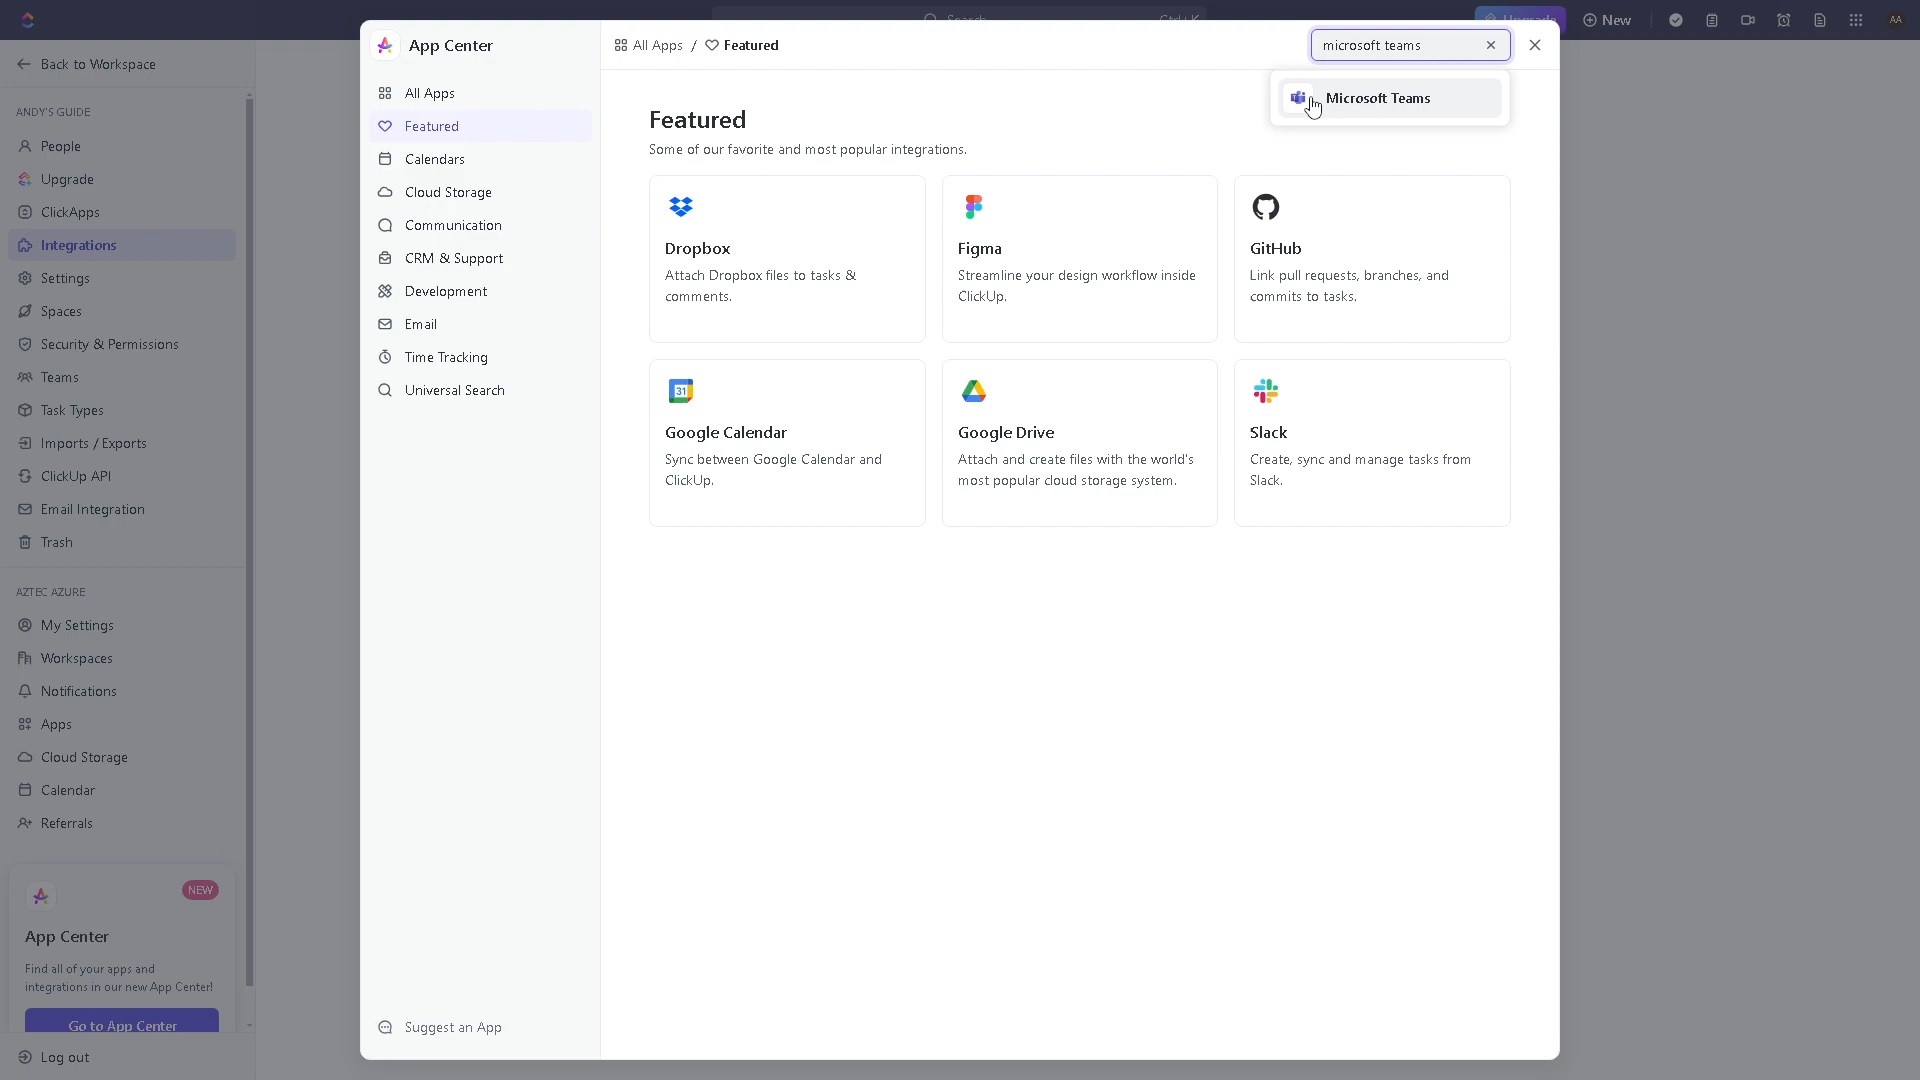 Search
Ctrl+K
Upgrade
New
AA
Back to Workspace
ANDY'S GUIDE
People
Upgrade
ClickApps
Integrations
Settings
Spaces
Security & Permissions
Teams
Task Types
Imports / Exports
ClickUp API
Email Integration
Trash
AZTEC AZURE
My Settings
Workspaces
Notifications
Apps
Cloud Storage
Calendar
Referrals
NEW
App Center
Find all of your apps and
integrations in our new App Center!
Go to App Center
Log out
App Center
All Apps
Featured
Calendars
Cloud Storage
Communication
CRM & Support
Development
Email
Time Tracking
Universal Search
Suggest an App
All Apps / Featured
microsoft teams
Microsoft Teams
Featured
Some of our favorite and most popular integrations.
Dropbox
Attach Dropbox files to tasks &
comments.
Figma
Streamline your design workflow inside
ClickUp.
GitHub
Link pull requests, branches, and
commits to tasks.
31
Google Calendar
Sync between Google Calendar and
ClickUp.
Google Drive
Attach and create files with the world's
most popular cloud storage system.
Slack
Create, sync and manage tasks from
Slack.